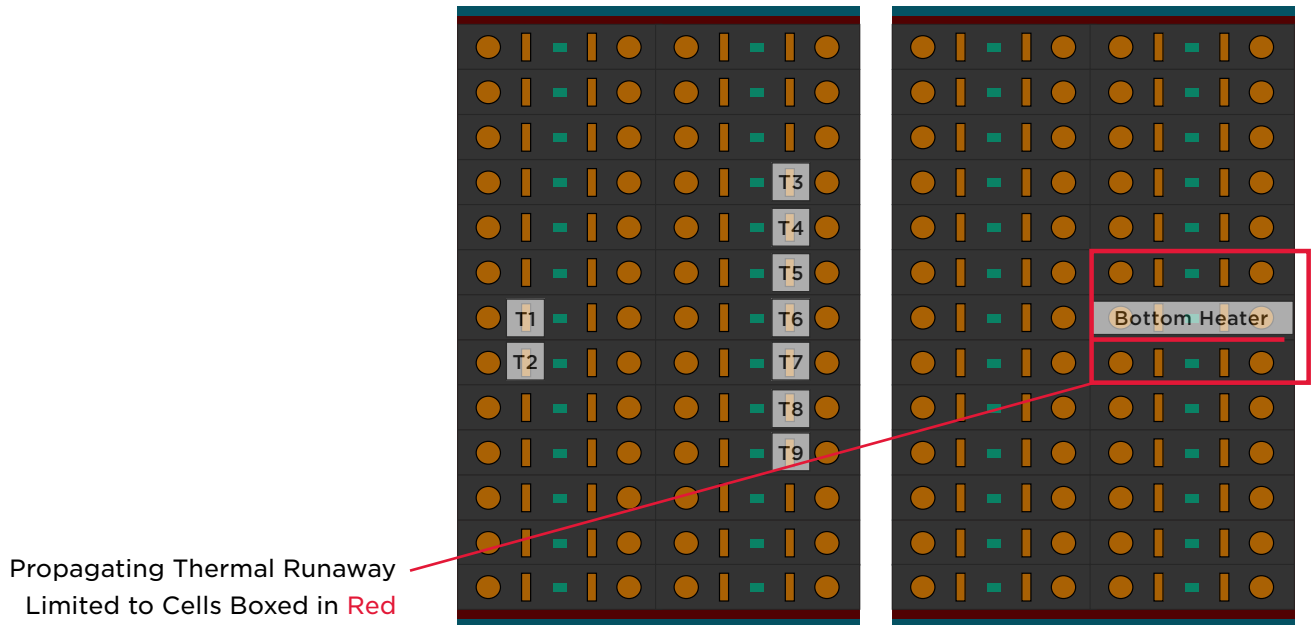 T3
T4
T5
T1
T6
Bottom Heater
T2
T7
T8
T9
Propagating Thermal Runaway
Limited to Cells Boxed in Red